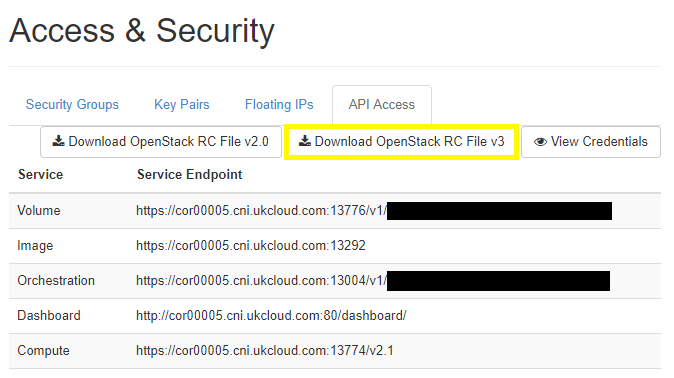 Access & Security
Security Groups Key Pairs Floating IPs API Access
Download OpenStack RC File v2.0 Download OpenStack RC File v3 View Credentials
Service Service Endpoint
Volume https://cor00005.cni.ukcloud.com:13776/v1/
Image https://cor00005.cni.ukcloud.com:13292
Orchestration https://cor00005.cni.ukcloud.com:13004/v1/
Dashboard http://cor00005.cni.ukcloud.com:80/dashboard/
Compute https://cor00005.cni.ukcloud.com:13774/v2.1